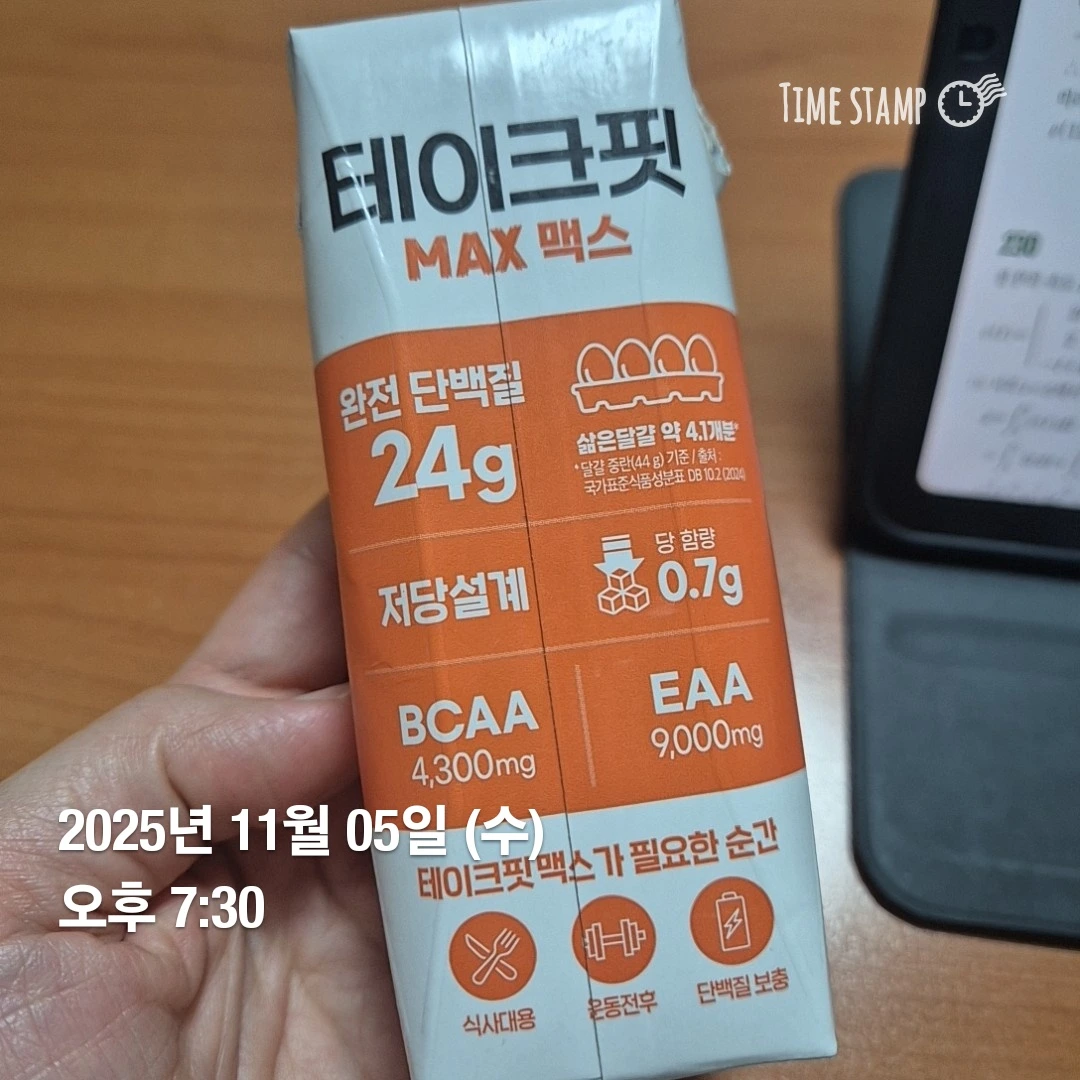 TIME STAMP
테이크핏
MAX 맥스
완전 단백질
24g
삶은달걀 약 4.1개분*
*달걀 중란(44 g) 기준 / 출처 :
국가표준식품성분표 DB 10.2 (2024)
저당설계
당 함량
0.7g
BCAA
4,300mg
EAA
9,000mg
테이크핏 맥스가 필요한 순간
식사대용
운동전후
단백질 보충
2025년 11월 05일 (수)
오후 7:30
230